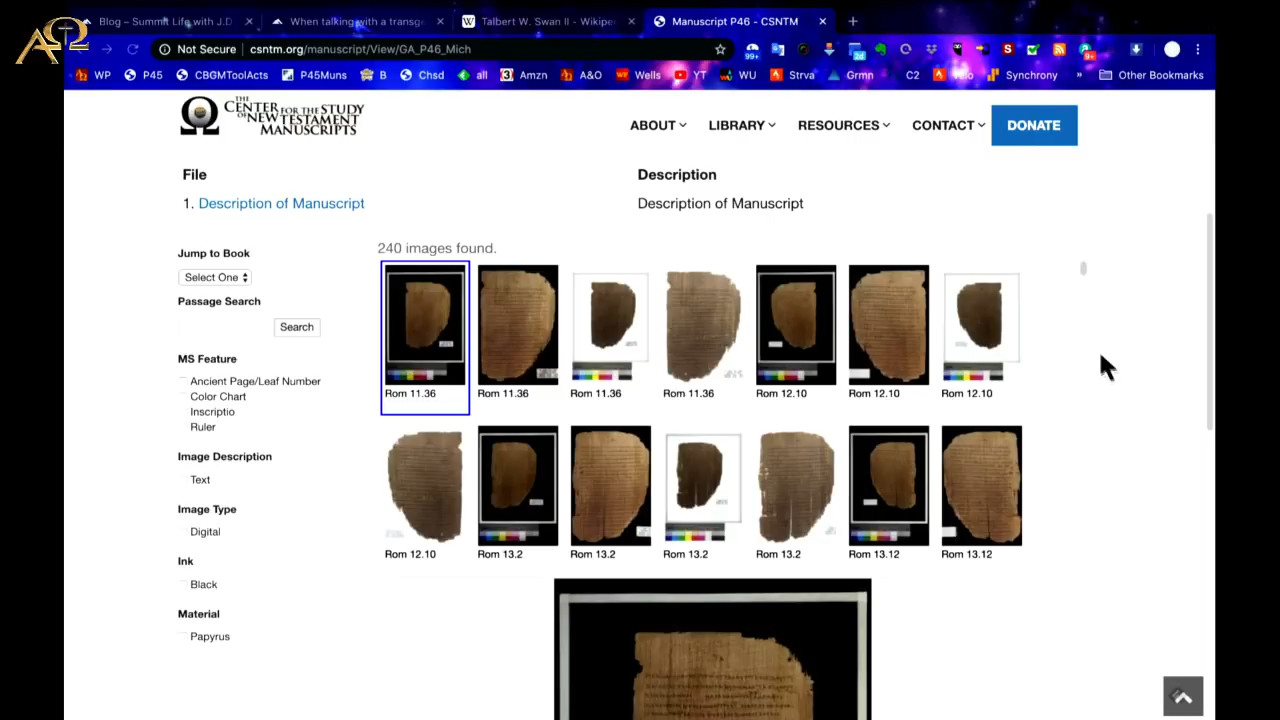 ΑΩ
Blog – Summit Life with J.D
When talking with a transge
Talbert W. Swan II - Wikipe
Manuscript P46 - CSNTM
Not Secure | csntm.org/manuscript/View/GA_P46_Mich
WP P45 CBGMToolActs P45Muns B Chsd all Amzn A&O Wells YT WU Strva Grmn C2 Velo Synchrony » Other Bookmarks
THE CENTER FOR THE STUDY OF NEW TESTAMENT MANUSCRIPTS
ABOUT LIBRARY RESOURCES CONTACT DONATE
File Description
1. Description of Manuscript Description of Manuscript
240 images found.
Jump to Book
Select One
Passage Search
Search
MS Feature
Ancient Page/Leaf Number
Color Chart
Inscriptio
Ruler
Image Description
Text
Image Type
Digital
Ink
Black
Material
Papyrus
Rom 11.36 Rom 11.36 Rom 11.36 Rom 11.36 Rom 12.10 Rom 12.10 Rom 12.10
Rom 12.10 Rom 13.2 Rom 13.2 Rom 13.2 Rom 13.2 Rom 13.12 Rom 13.12